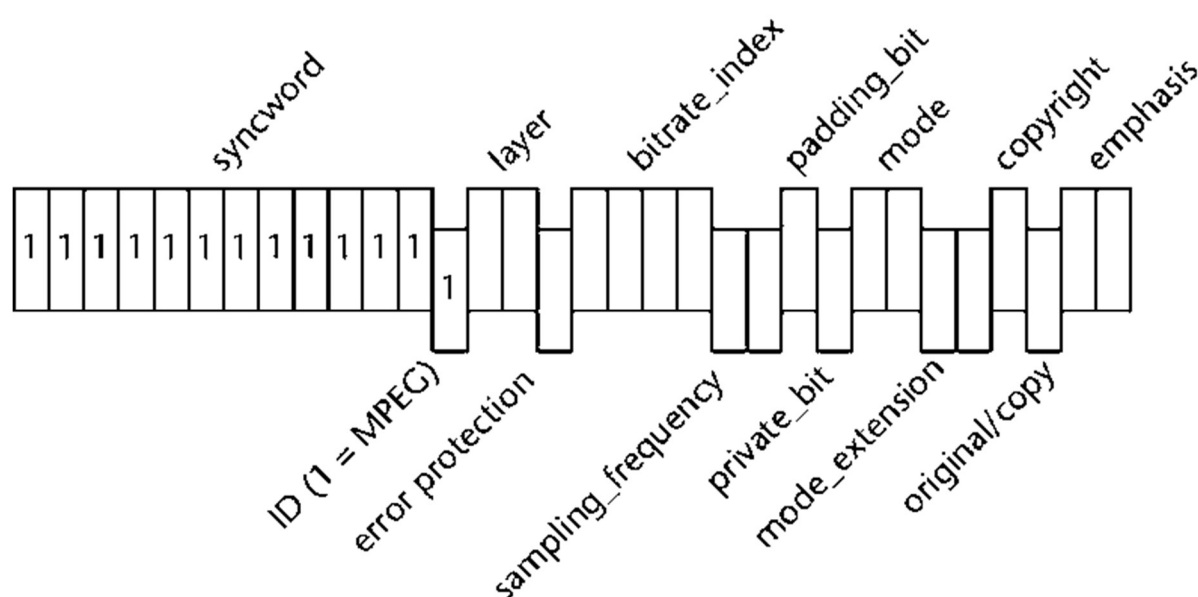 syncword
layer
bitrate_index
padding_bit
mode
copyright
emphasis
1 1 1 1 1 1 1 1 1 1 1 1
1
ID (1 = MPEG)
error protection
sampling_frequency
private_bit
mode_extension
original/copy